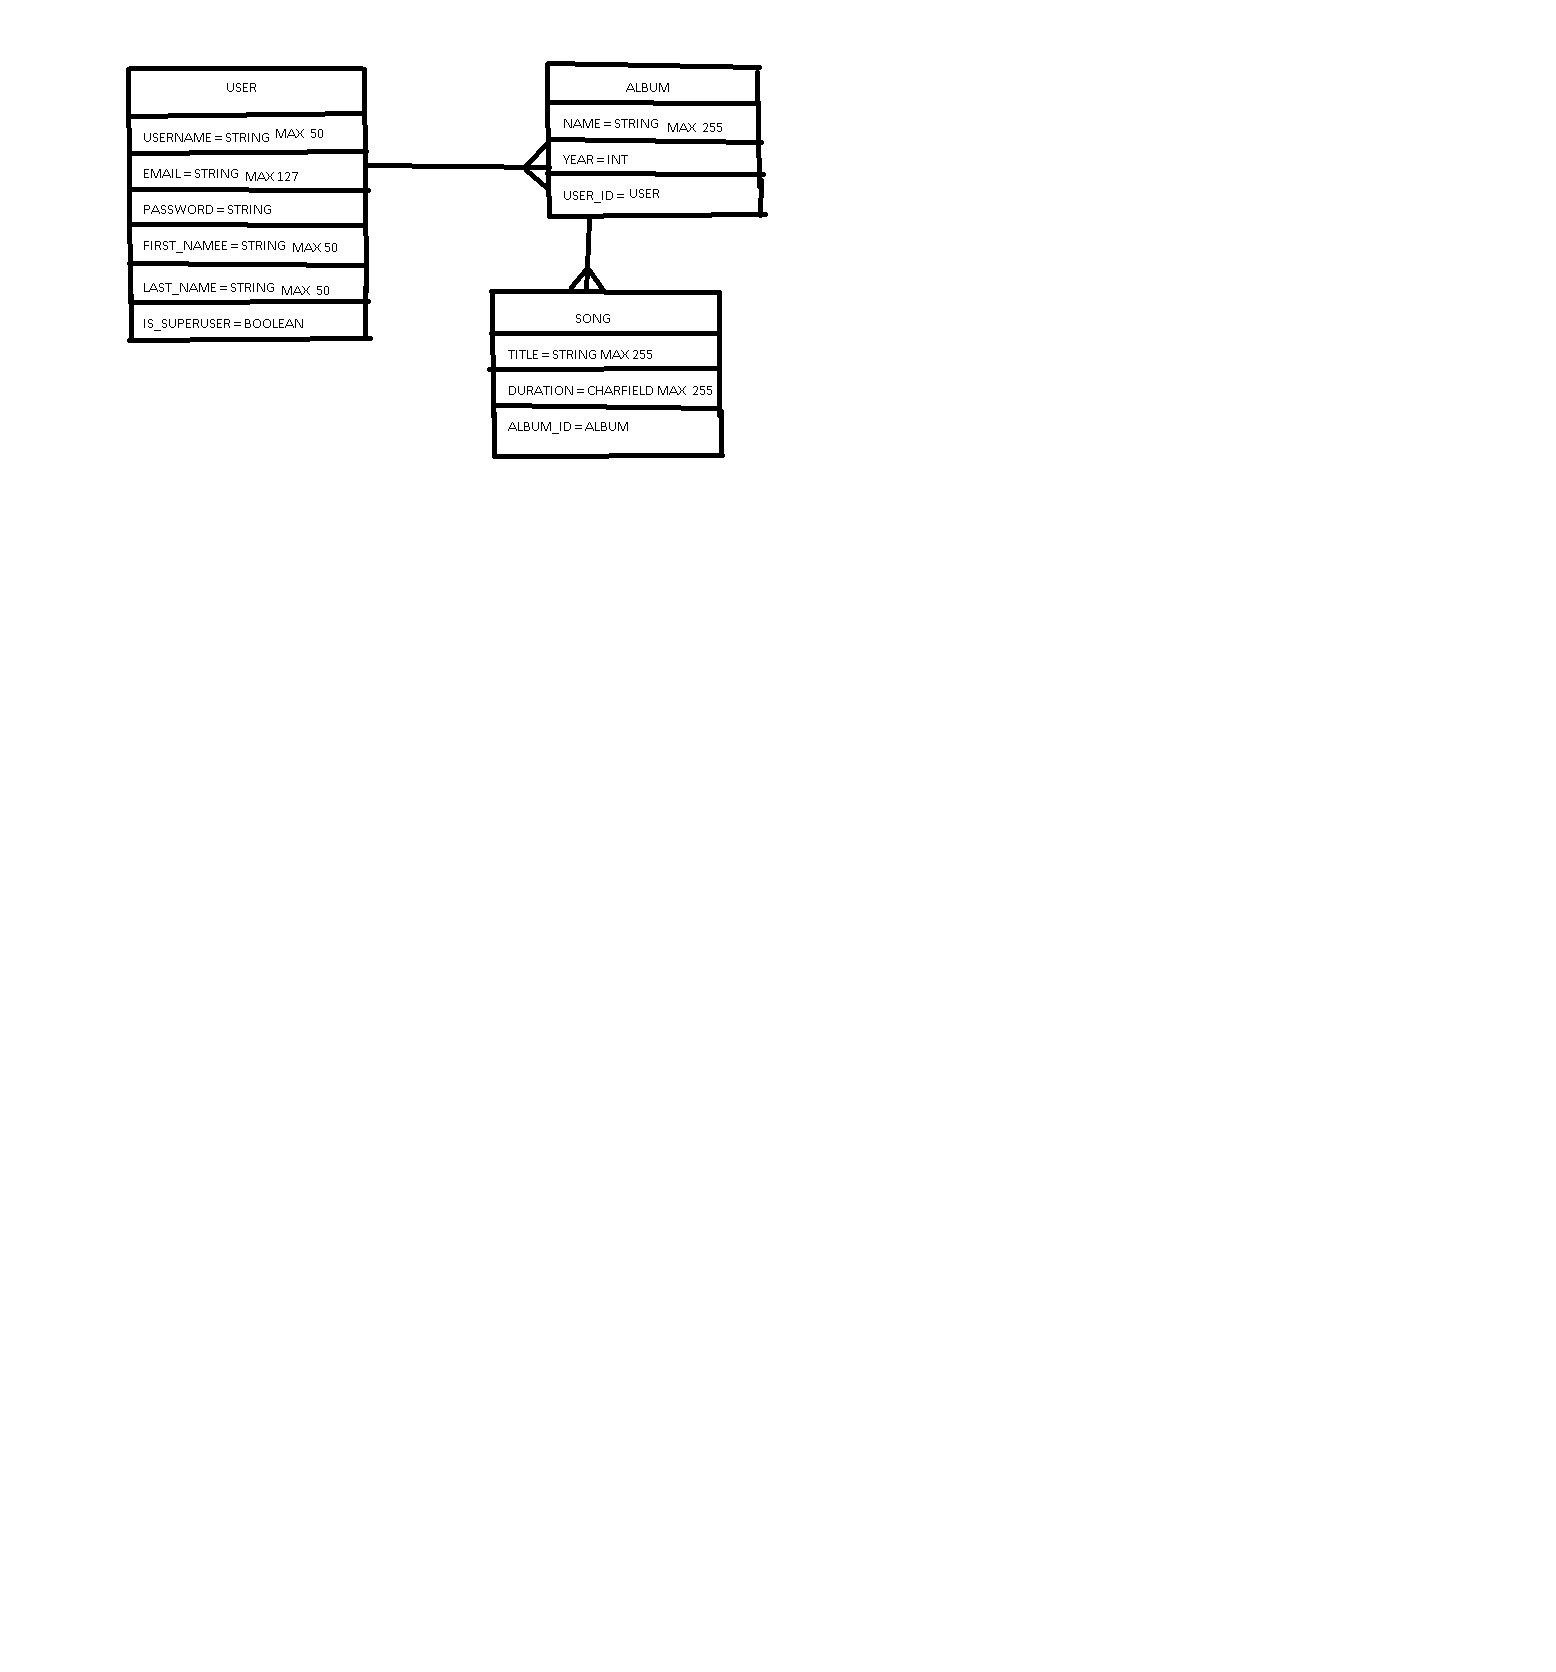 USER
USERNAME = STRING MAX 50
EMAIL = STRING MAX 127
PASSWORD = STRING
FIRST_NAMEE = STRING MAX 50
LAST_NAME = STRING MAX 50
IS_SUPERUSER = BOOLEAN
ALBUM
NAME = STRING MAX 255
YEAR = INT
USER_ID = USER
SONG
TITLE = STRING MAX 255
DURATION = CHARFIELD MAX 255
ALBUM_ID = ALBUM